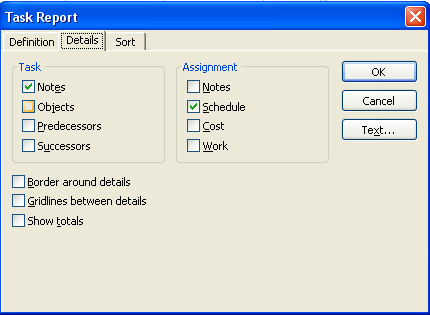 Task Report
Definition Details Sort
Task
Notes
Objects
Predecessors
Successors
Assignment
Notes
Schedule
Cost
Work
OK
Cancel
Text...
Border around details
Gridlines between details
Show totals